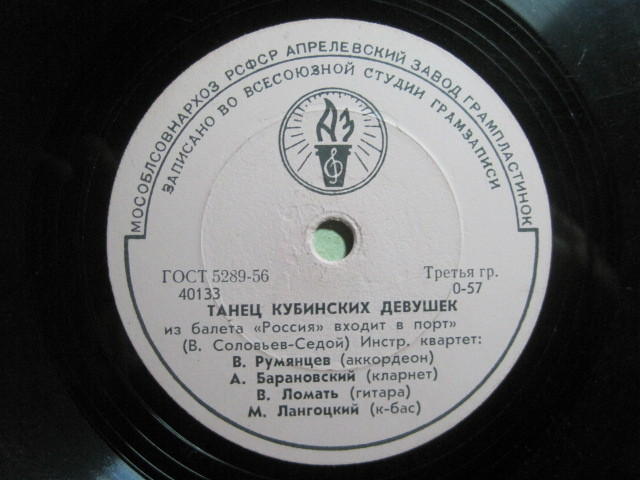 МОСОБЛСОВНАРХОЗ РСФСР АПРЕЛЕВСКИЙ ЗАВОД ГРАМПЛАСТИНОК
ЗАПИСАНО ВО ВСЕСОЮЗНОЙ СТУДИИ ГРАМЗАПИСИ
АЗ
ГОСТ 5289-56 Третья гр.
40133 0-57
ТАНЕЦ КУБИНСКИХ ДЕВУШЕК
из балета «Россия» входит в порт»
(В. Соловьев-Седой) Инстр. квартет:
В. Румянцев (аккордеон)
А. Барановский (кларнет)
В. Ломать (гитара)
М. Лангоцкий (к-бас)